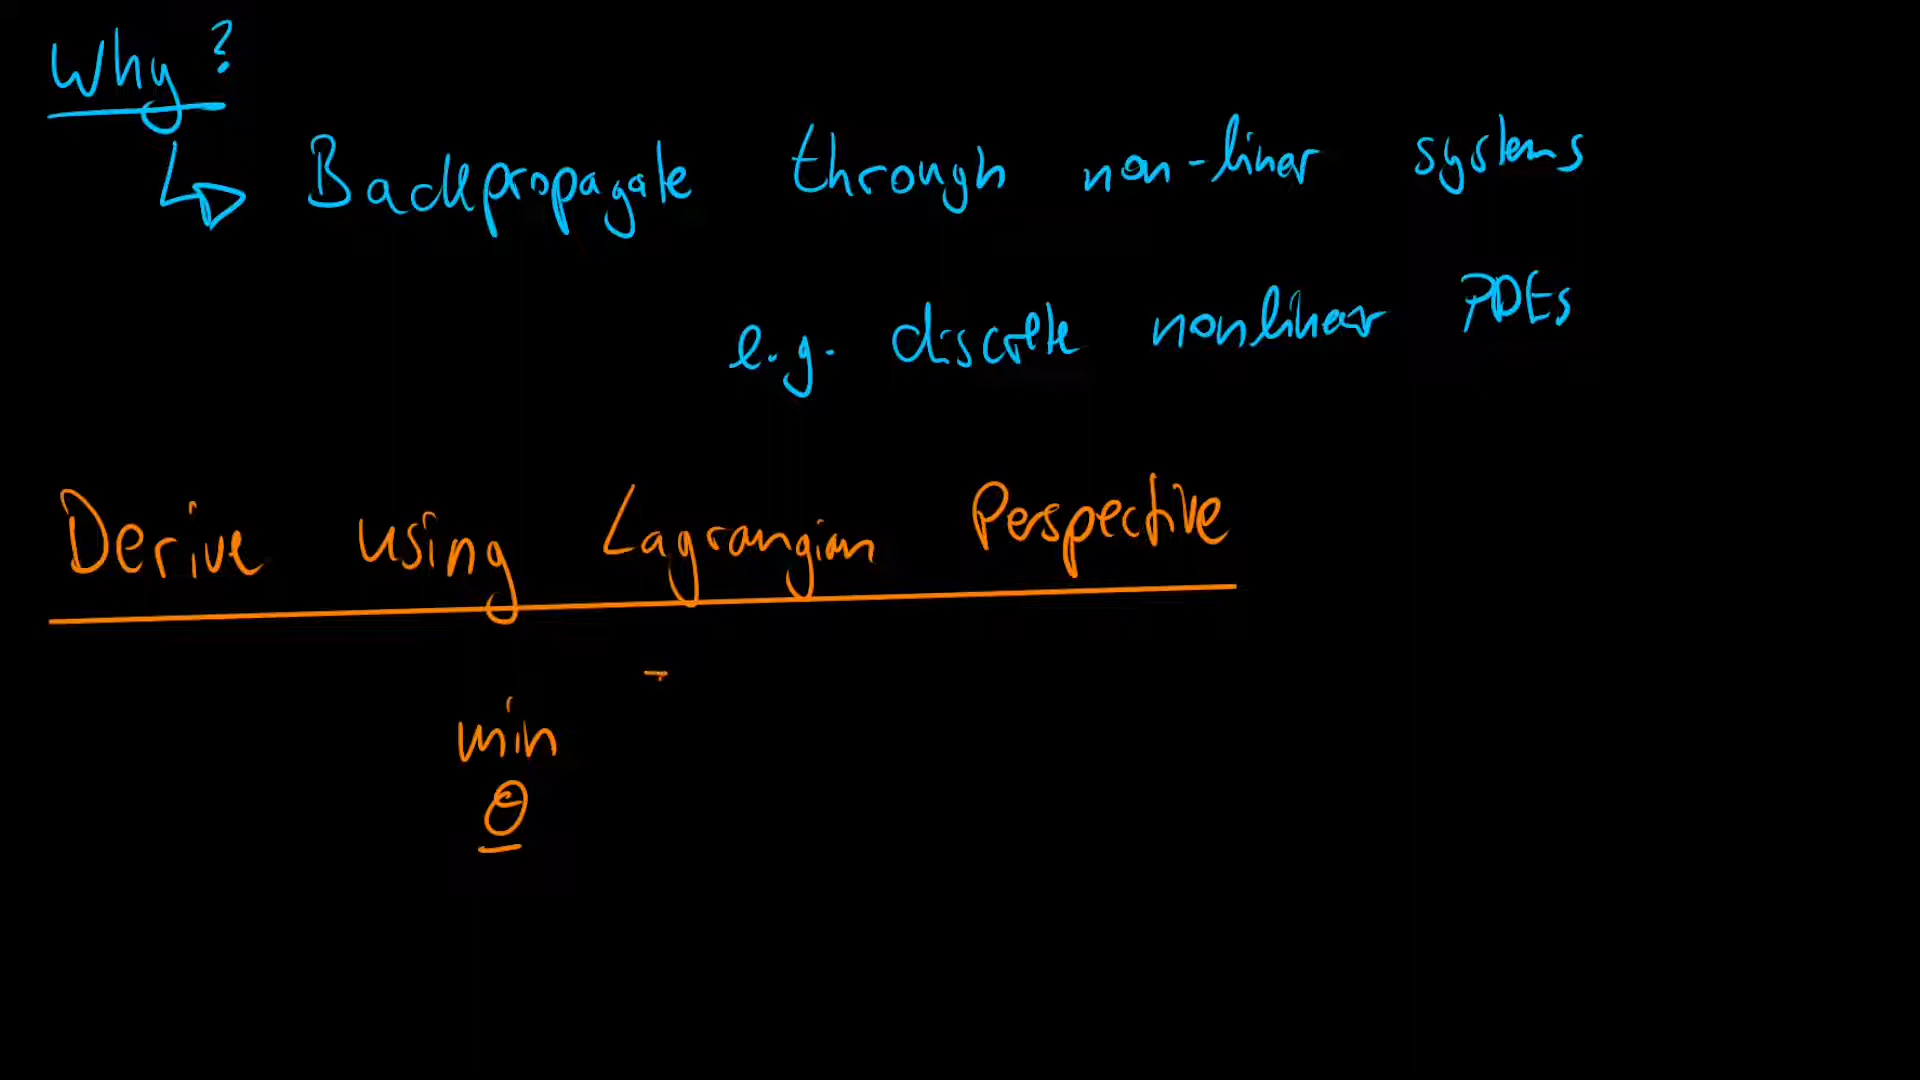 Why?
↳ Backpropagate through non-linear systems
e.g. discrete nonlinear PDEs
Derive using Lagrangian Perspective
min
θ